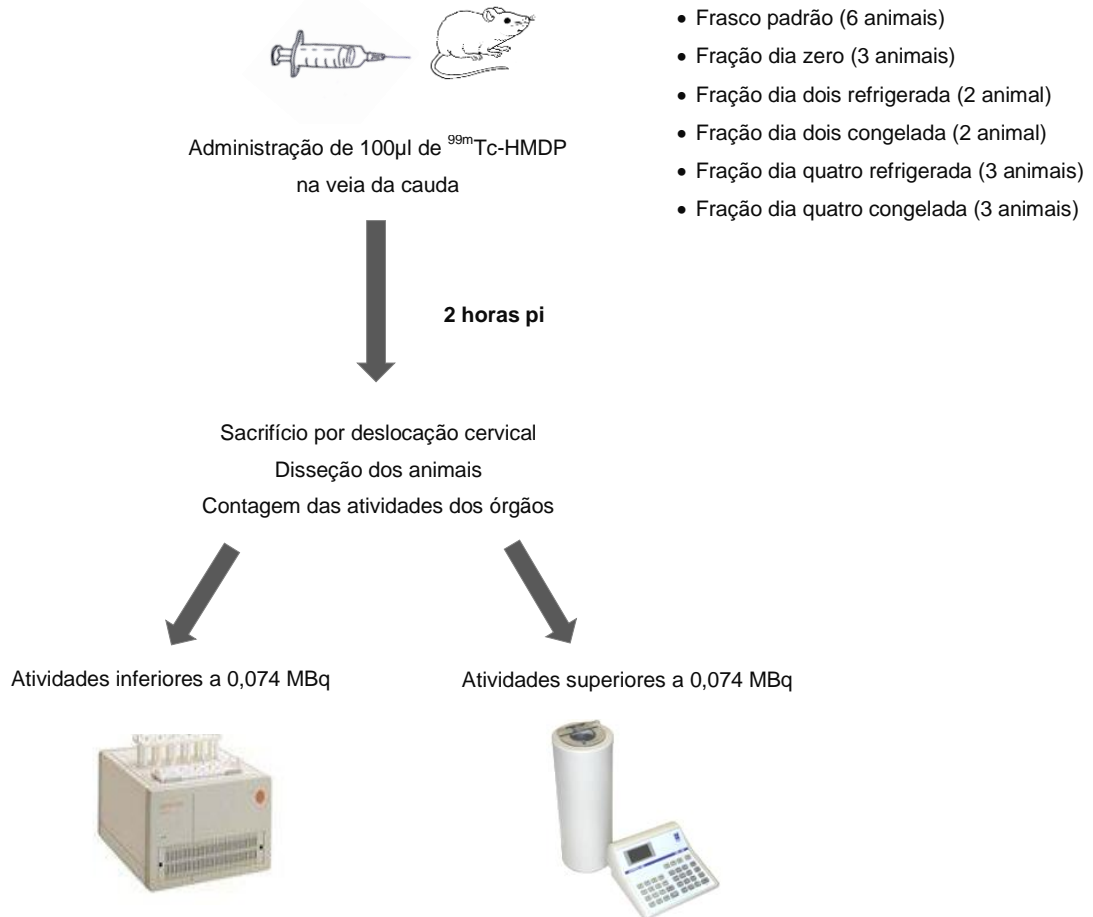 • Frasco padrão (6 animais)
• Fração dia zero (3 animais)
• Fração dia dois refrigerada (2 animal)
• Fração dia dois congelada (2 animal)
• Fração dia quatro refrigerada (3 animais)
• Fração dia quatro congelada (3 animais)
Administração de 100µl de 99mTc-HMDP
na veia da cauda
2 horas pi
Sacrifício por deslocação cervical
Disseção dos animais
Contagem das atividades dos órgãos
Atividades inferiores a 0,074 MBq
Atividades superiores a 0,074 MBq